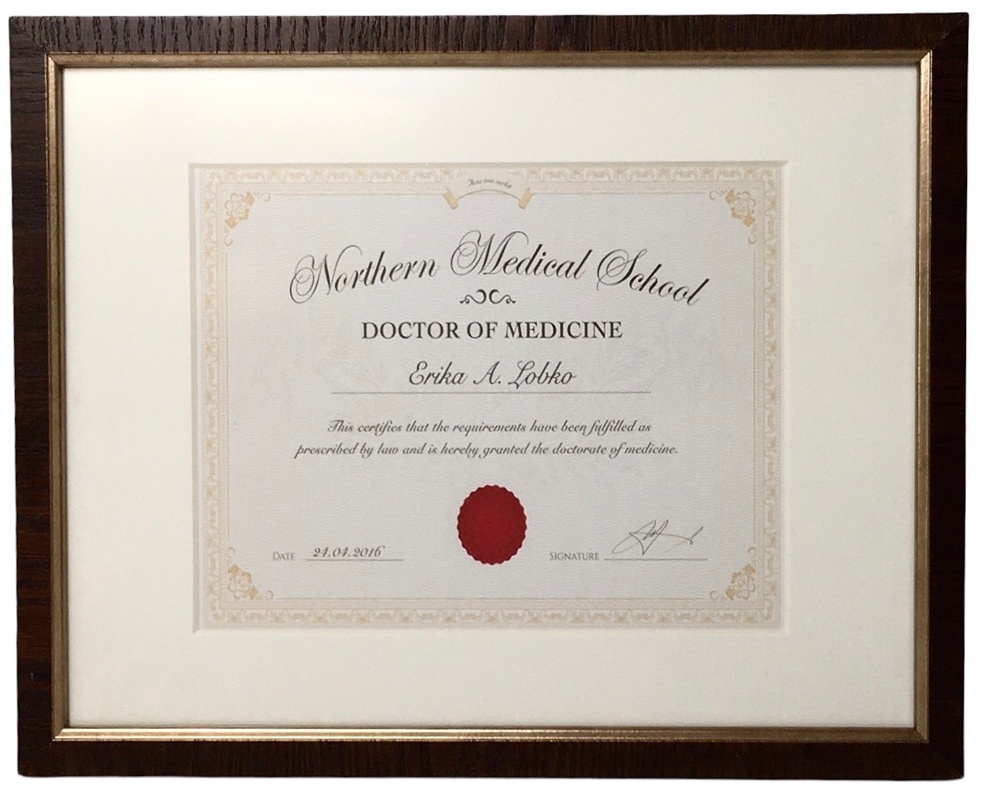 Northern Medical School
DOCTOR OF MEDICINE
Erika A. Lobko
This certifies that the requirements have been fulfilled as
prescribed by law and is hereby granted the doctorate of medicine.
DATE 24.04.2016
SIGNATURE